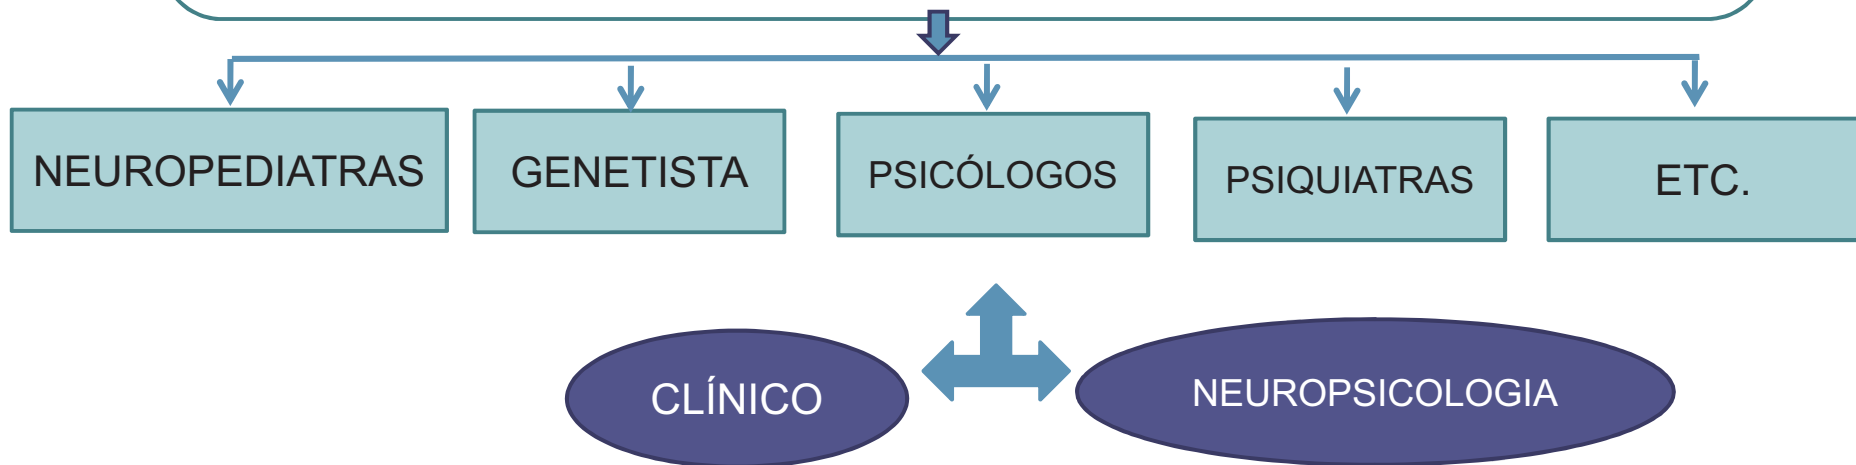 NEUROPEDIATRAS
GENETISTA
PSICÓLOGOS
PSIQUIATRAS
ETC.
CLÍNICO
NEUROPSICOLOGIA